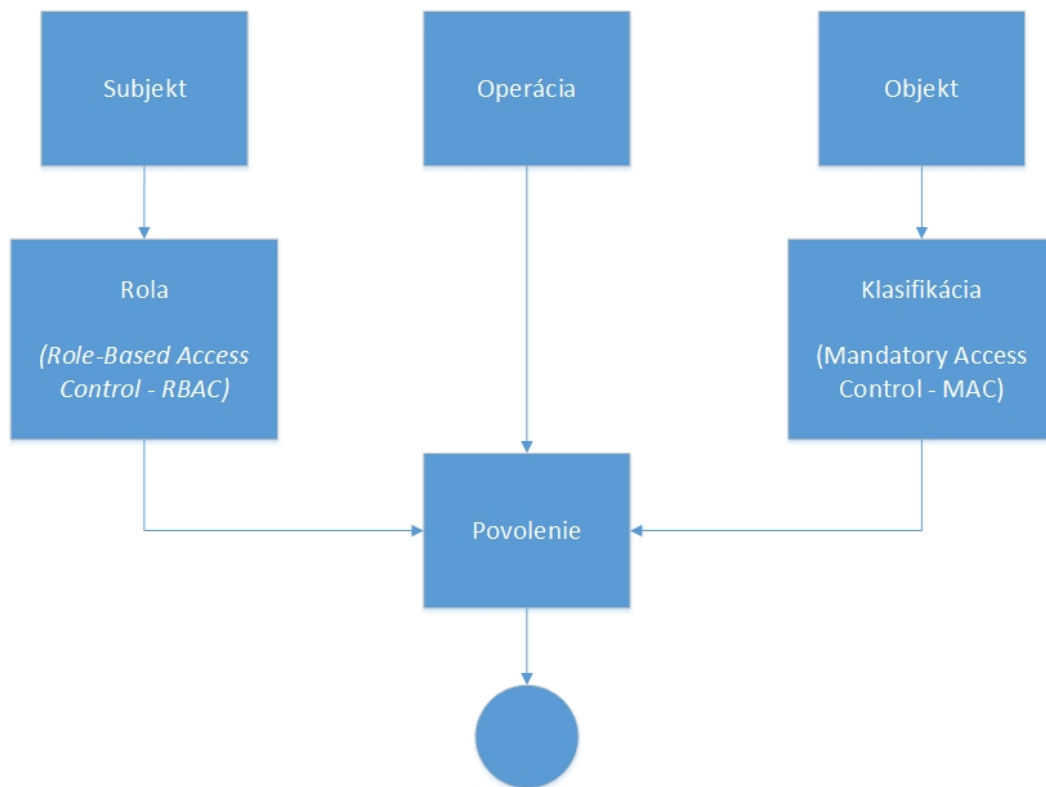 Subjekt
Operácia
Objekt
Rola
(Role-Based Access
Control - RBAC)
Klasifikácia
(Mandatory Access
Control - MAC)
Povolenie